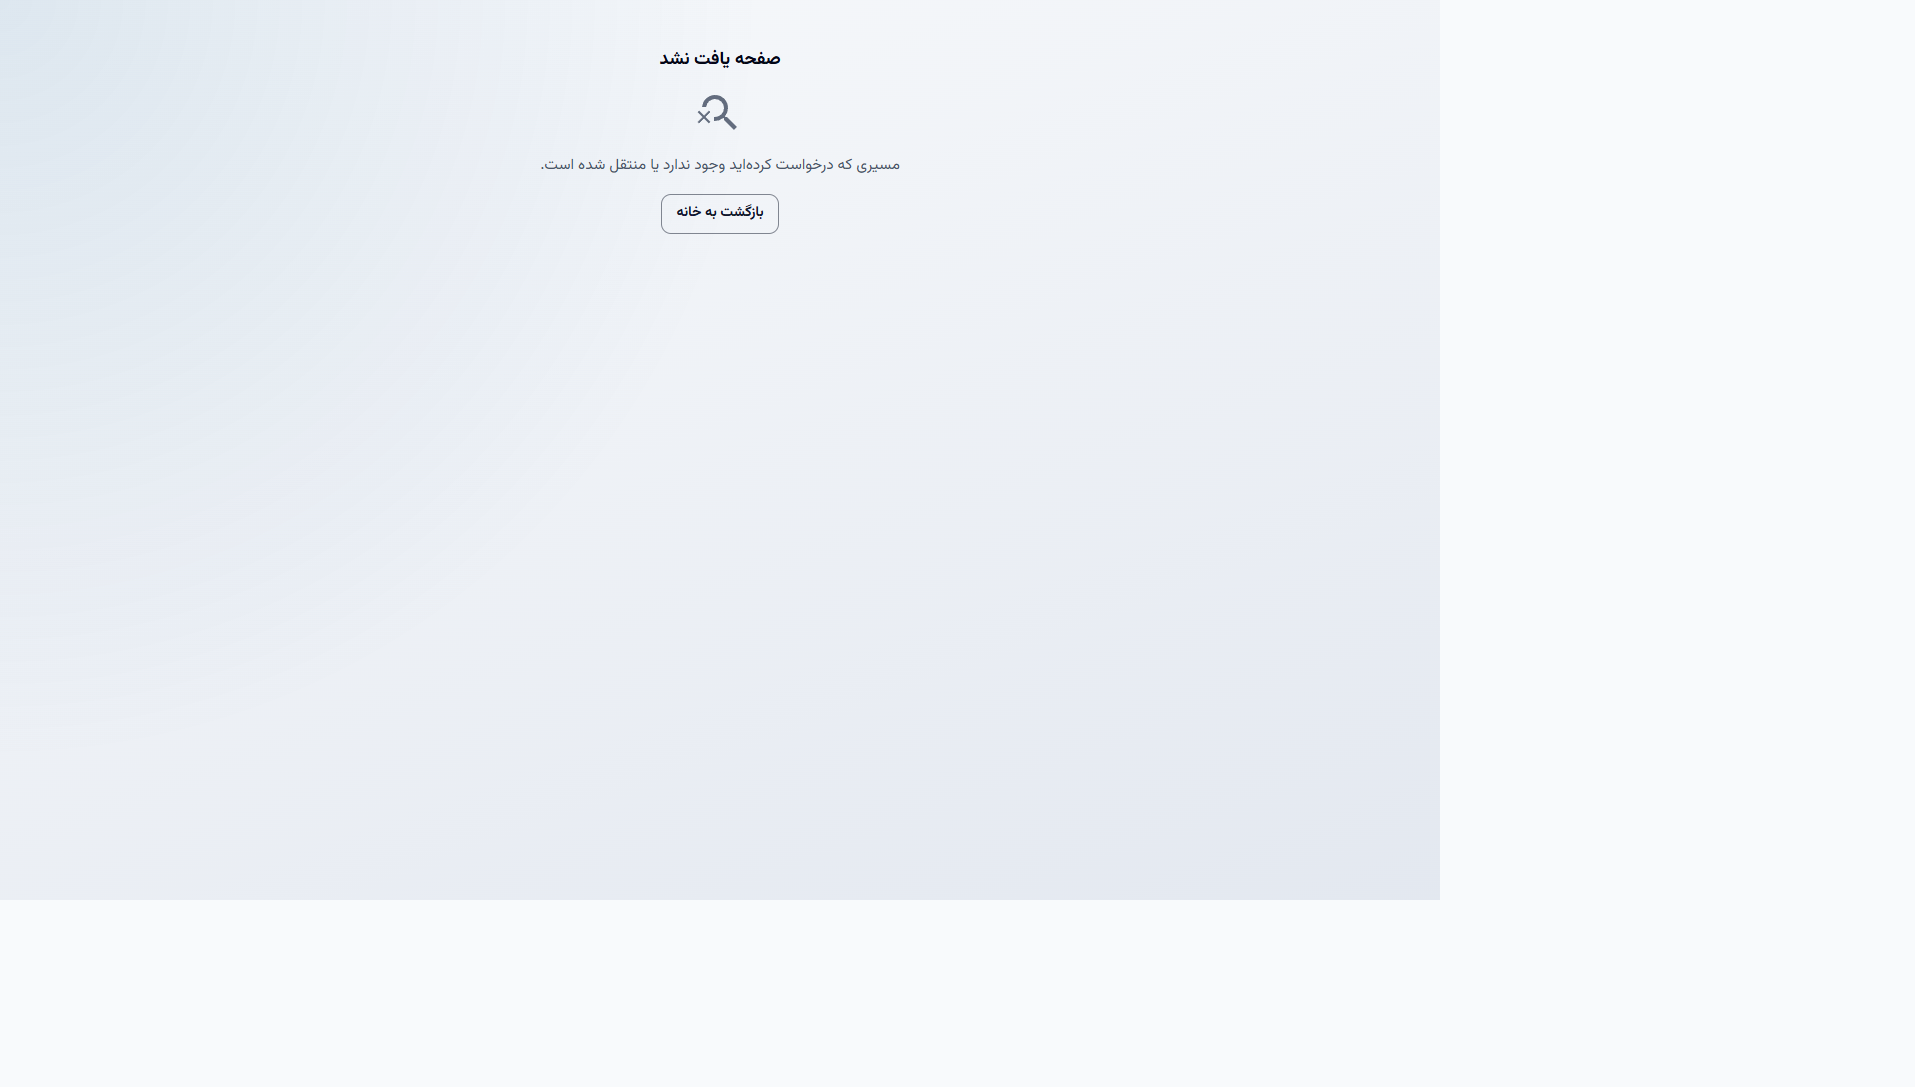 صفحه یافت نشد
مسیری که درخواست کرده‌اید وجود ندارد یا منتقل شده است.
بازگشت به خانه